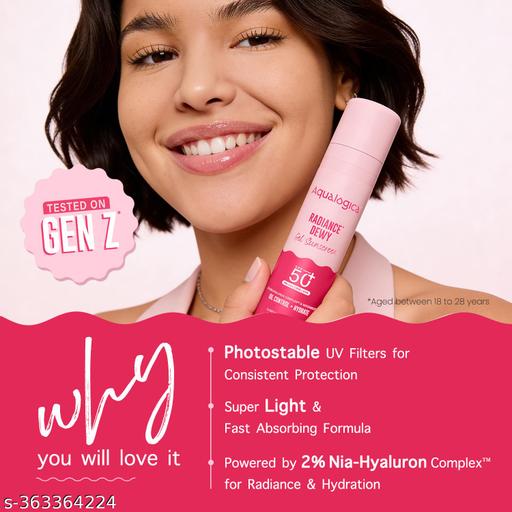 TESTED ON
GEN Z*
Aqualogica
RADIANCE+
DEWY
Gel Sunscreen
50+
OIL CONTROL + HYDRATE
*Aged between 18 to 28 years
why
you will love it
Photostable UV Filters for
Consistent Protection
Super Light &
Fast Absorbing Formula
Powered by 2% Nia-Hyaluron Complex™
for Radiance & Hydration
s-363364224